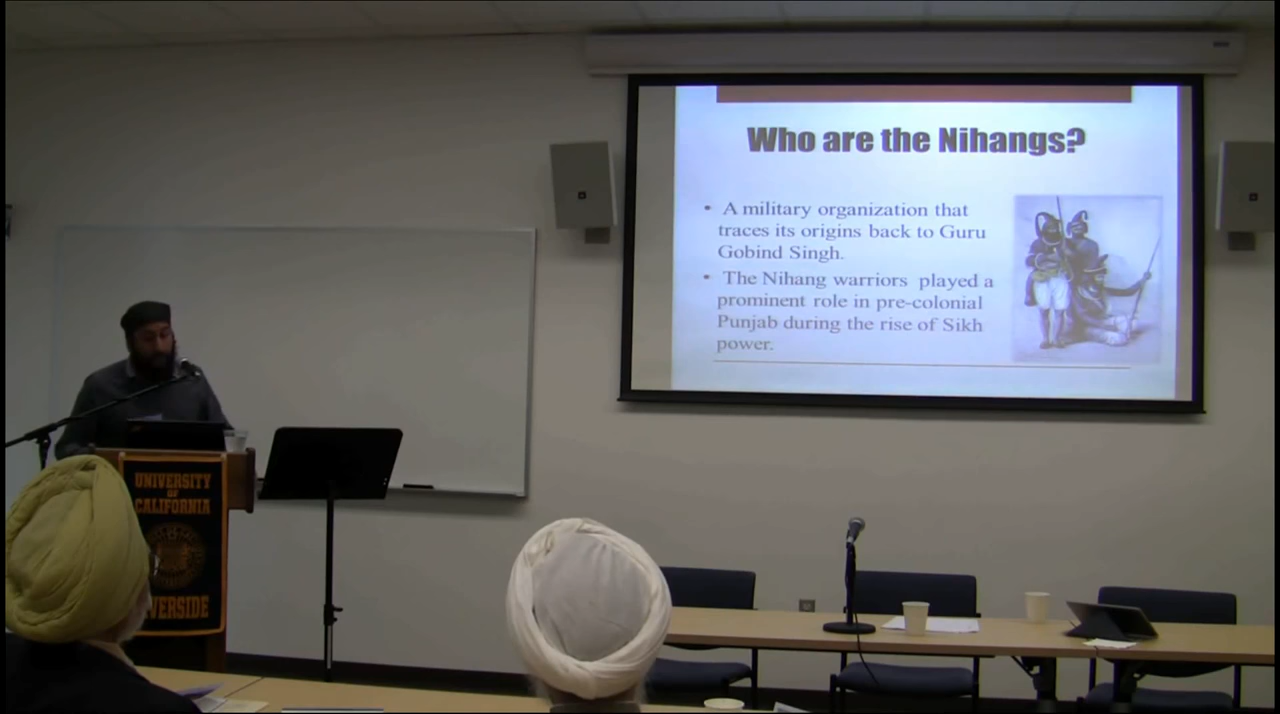 Who are the Nihangs?
• A military organization that
traces its origins back to Guru
Gobind Singh.
• The Nihang warriors played a
prominent role in pre-colonial
Punjab during the rise of Sikh
power.
UNIVERSITY
OF
CALIFORNIA
VERSIDE